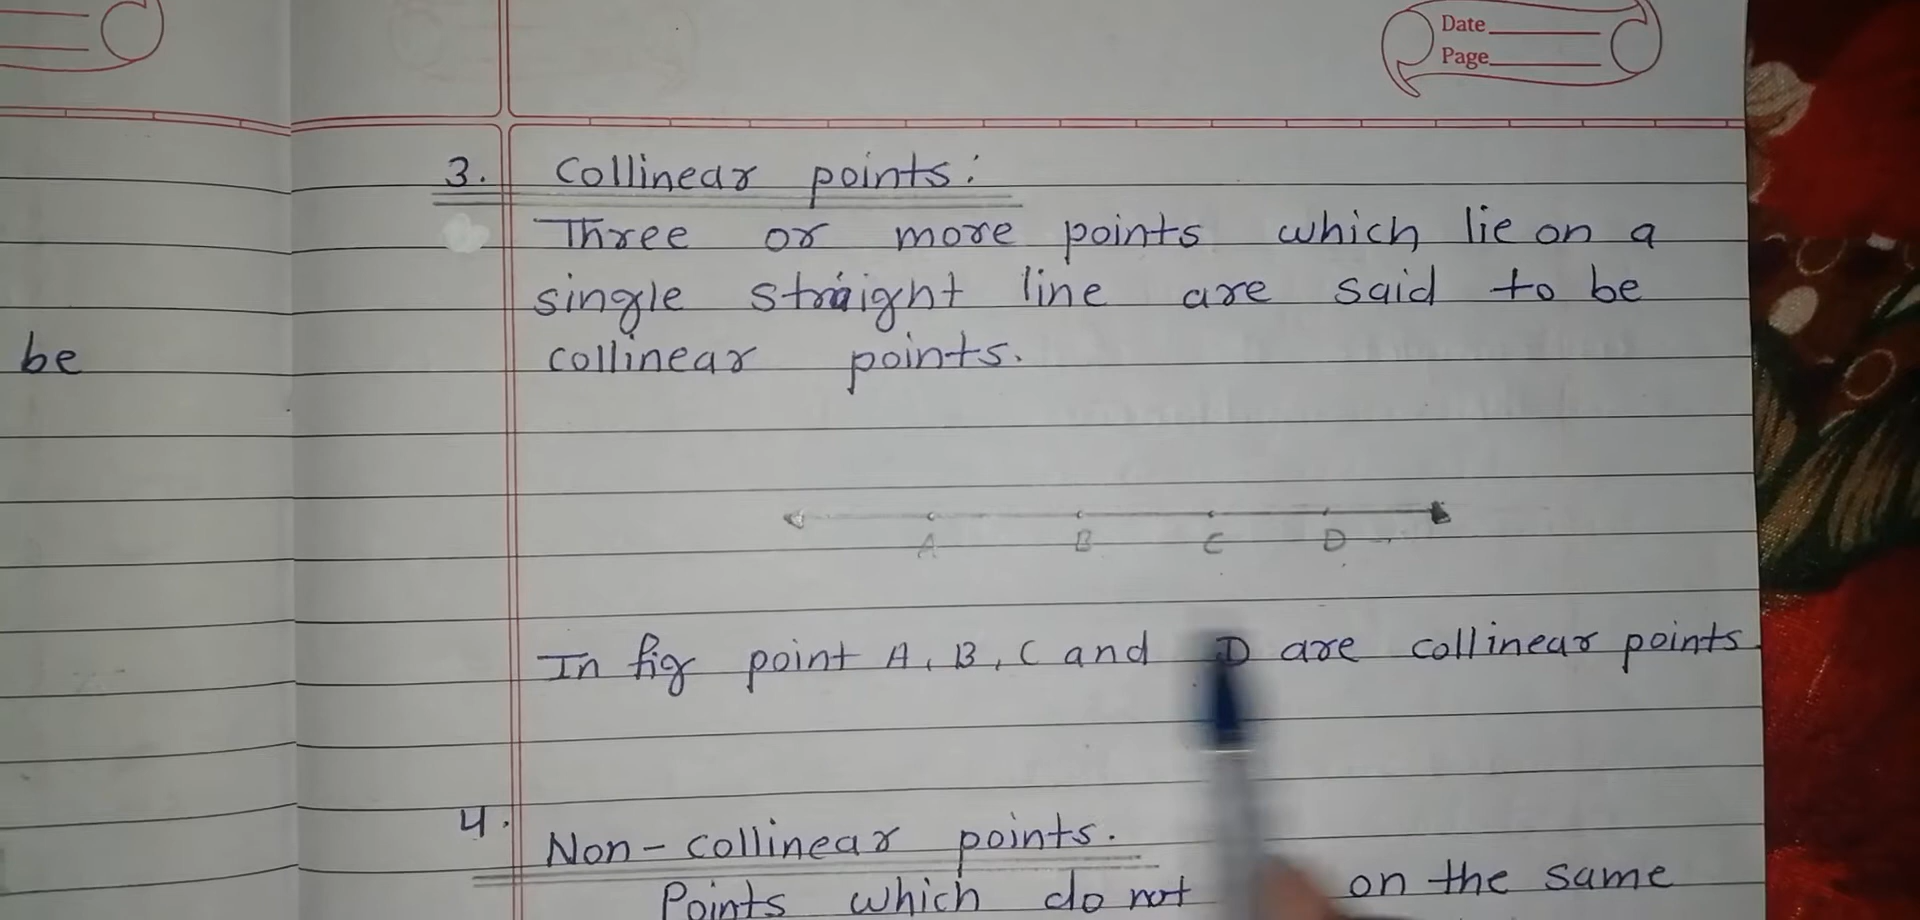 Date
Page
3. Collinear points:
Three or more points which lie on a
single straight line are said to be
be
collinear points.
A B C D
In fig point A, B, C and D are collinear points
4. Non-collinear points.
Points which do not on the same